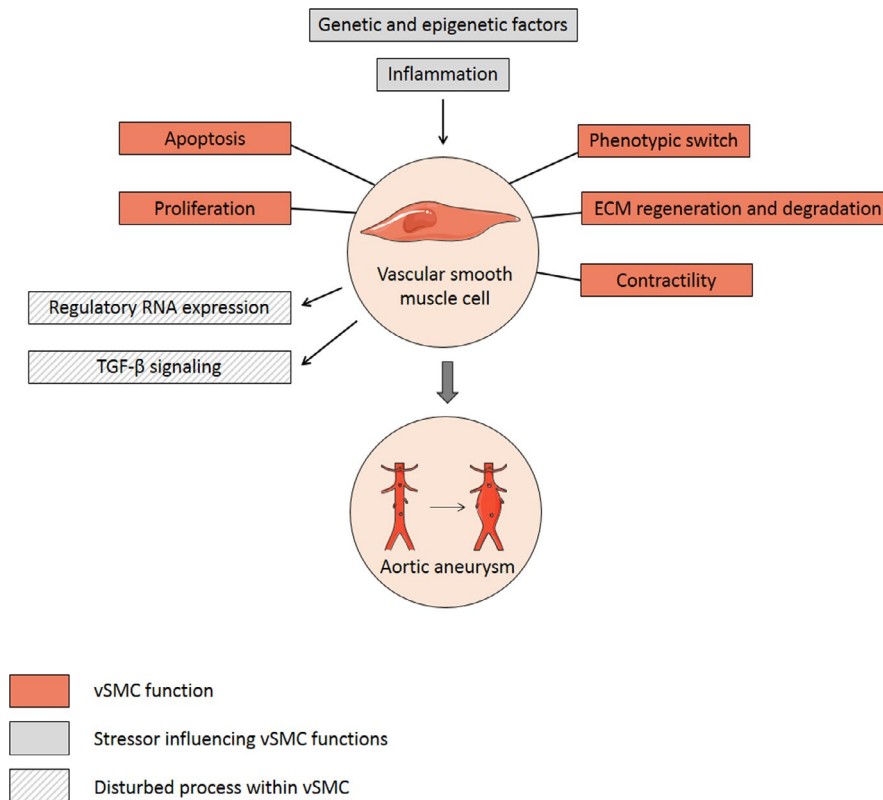 Genetic and epigenetic factors
Inflammation
Apoptosis
Phenotypic switch
Proliferation
ECM regeneration and degradation
Vascular smooth
muscle cell
Contractility
Regulatory RNA expression
TGF-β signaling
Aortic aneurysm
vSMC function
Stressor influencing vSMC functions
Disturbed process within vSMC